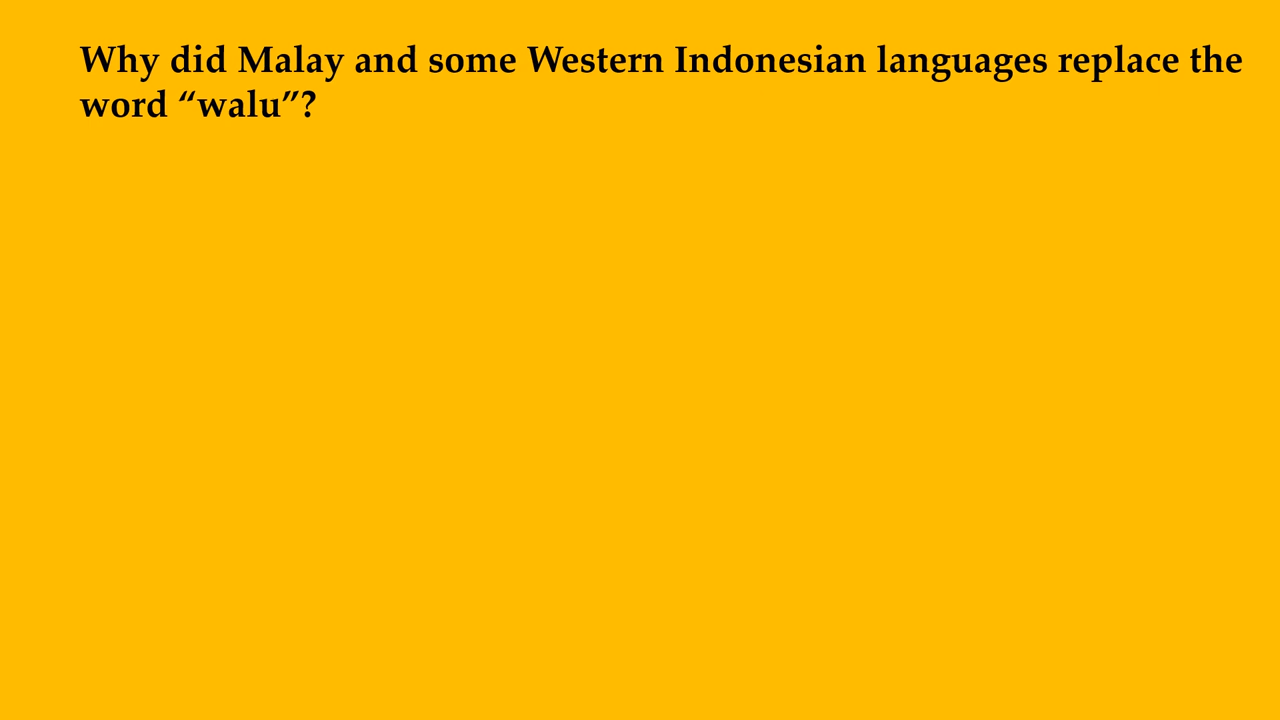 Why did Malay and some Western Indonesian languages replace the
word “walu”?